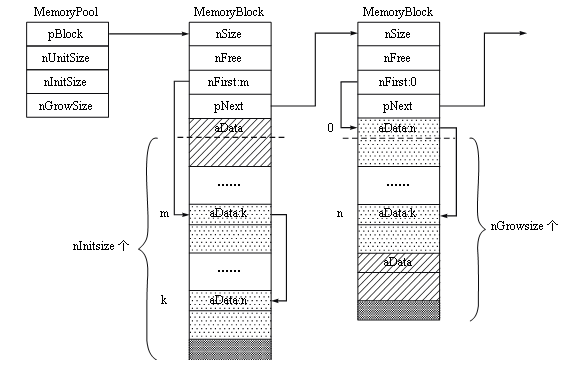 MemoryPool
pBlock
nUnitSize
nInitSize
nGrowSize
MemoryBlock
nSize
nFree
nFirst:m
pNext
aData
......
m
aData:k
nInitsize 个
......
k
aData:n
MemoryBlock
nSize
nFree
nFirst:0
pNext
0
aData:n
......
n
aData:k
nGrowsize 个
aData